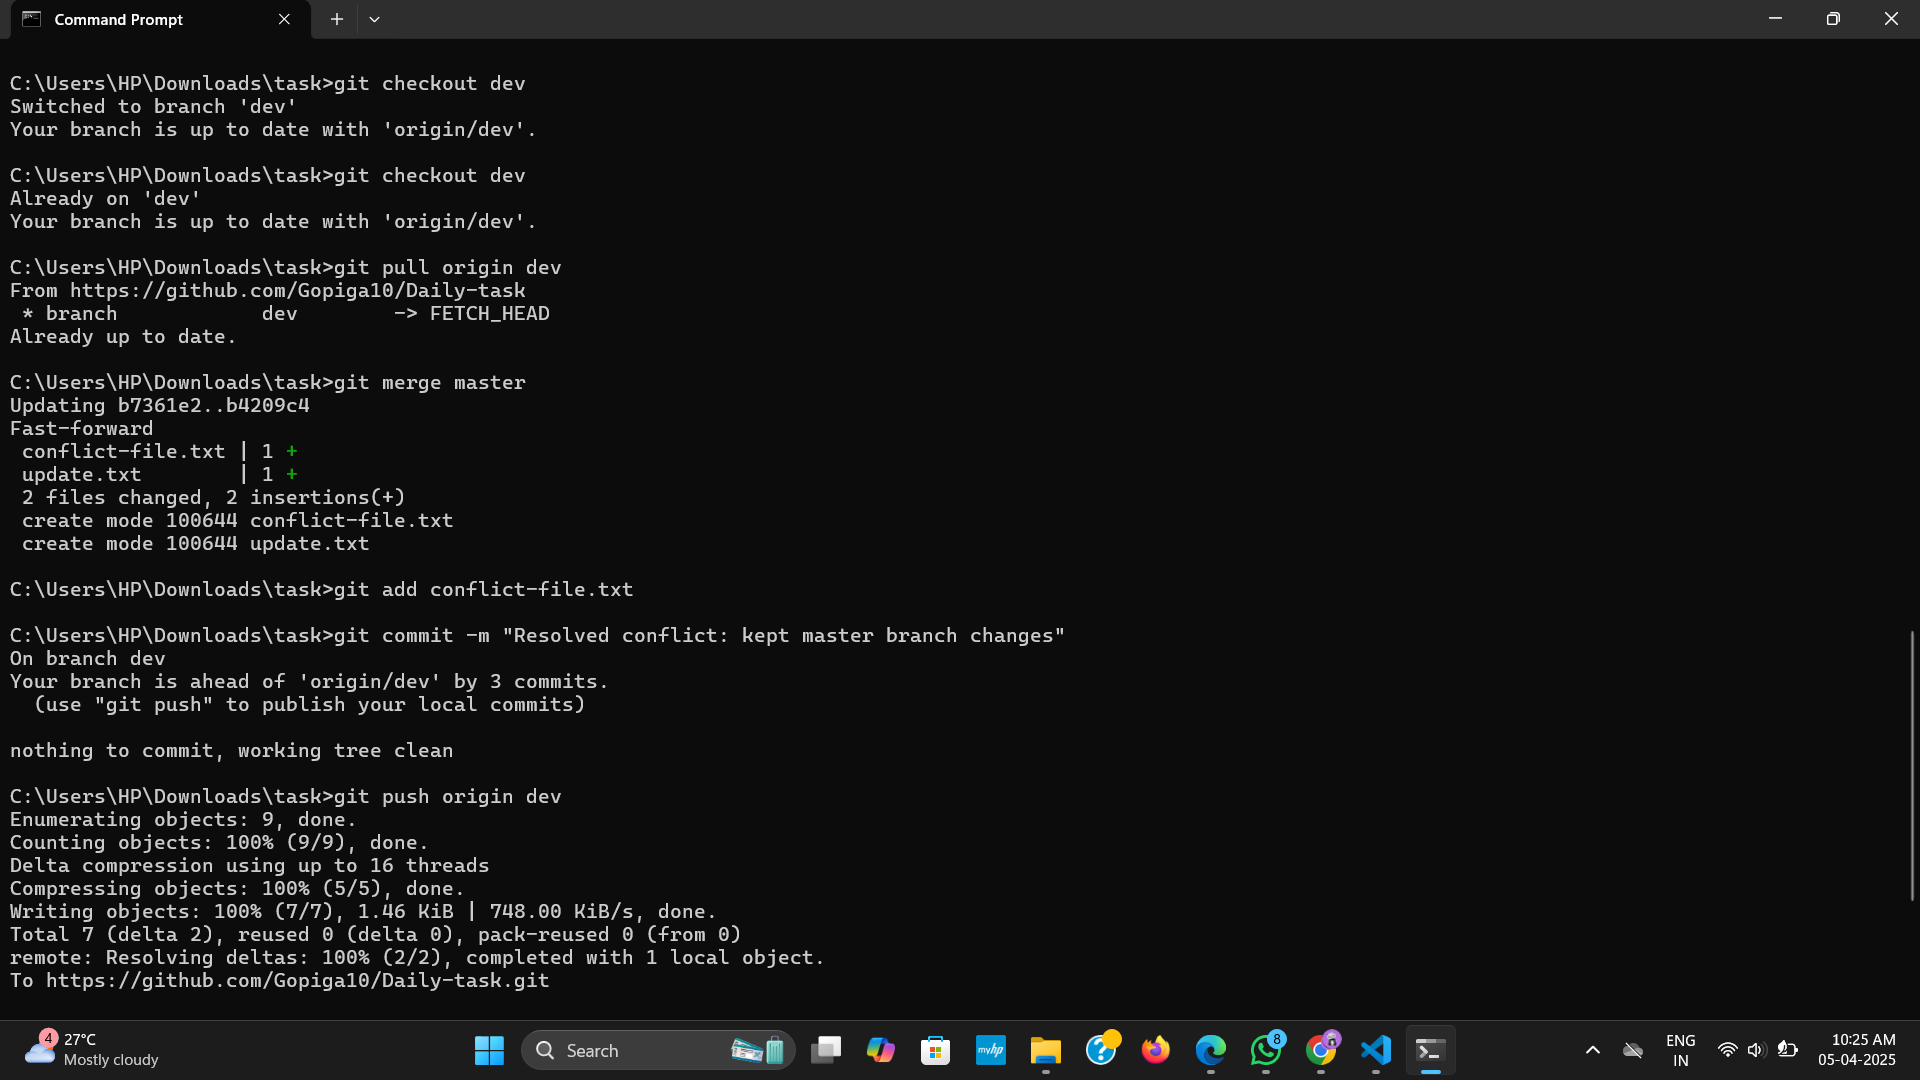 Command Prompt
C:\Users\HP\Downloads\task>git checkout dev
Switched to branch 'dev'
Your branch is up to date with 'origin/dev'.
C:\Users\HP\Downloads\task>git checkout dev
Already on 'dev'
Your branch is up to date with 'origin/dev'.
C:\Users\HP\Downloads\task>git pull origin dev
From https://github.com/Gopiga10/Daily-task
 * branch            dev        -> FETCH_HEAD
Already up to date.
C:\Users\HP\Downloads\task>git merge master
Updating b7361e2..b4209c4
Fast-forward
 conflict-file.txt | 1 +
 update.txt        | 1 +
 2 files changed, 2 insertions(+)
 create mode 100644 conflict-file.txt
 create mode 100644 update.txt
C:\Users\HP\Downloads\task>git add conflict-file.txt
C:\Users\HP\Downloads\task>git commit -m "Resolved conflict: kept master branch changes"
On branch dev
Your branch is ahead of 'origin/dev' by 3 commits.
  (use "git push" to publish your local commits)
nothing to commit, working tree clean
C:\Users\HP\Downloads\task>git push origin dev
Enumerating objects: 9, done.
Counting objects: 100% (9/9), done.
Delta compression using up to 16 threads
Compressing objects: 100% (5/5), done.
Writing objects: 100% (7/7), 1.46 KiB | 748.00 KiB/s, done.
Total 7 (delta 2), reused 0 (delta 0), pack-reused 0 (from 0)
remote: Resolving deltas: 100% (2/2), completed with 1 local object.
To https://github.com/Gopiga10/Daily-task.git
4
27°C
Mostly cloudy
Search
myhp
8
ENG
IN
10:25 AM
05-04-2025